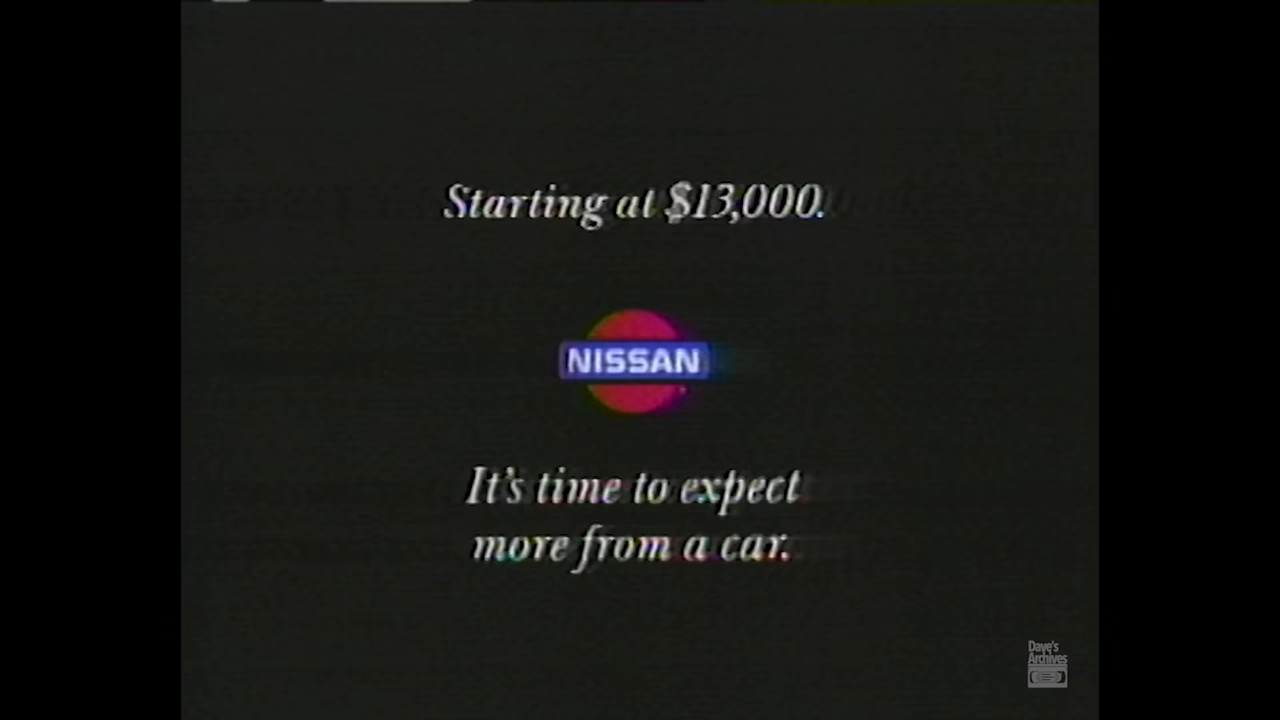 Starting at $13,000.
NISSAN
It's time to expect
more from a car.
Dave's
Archives